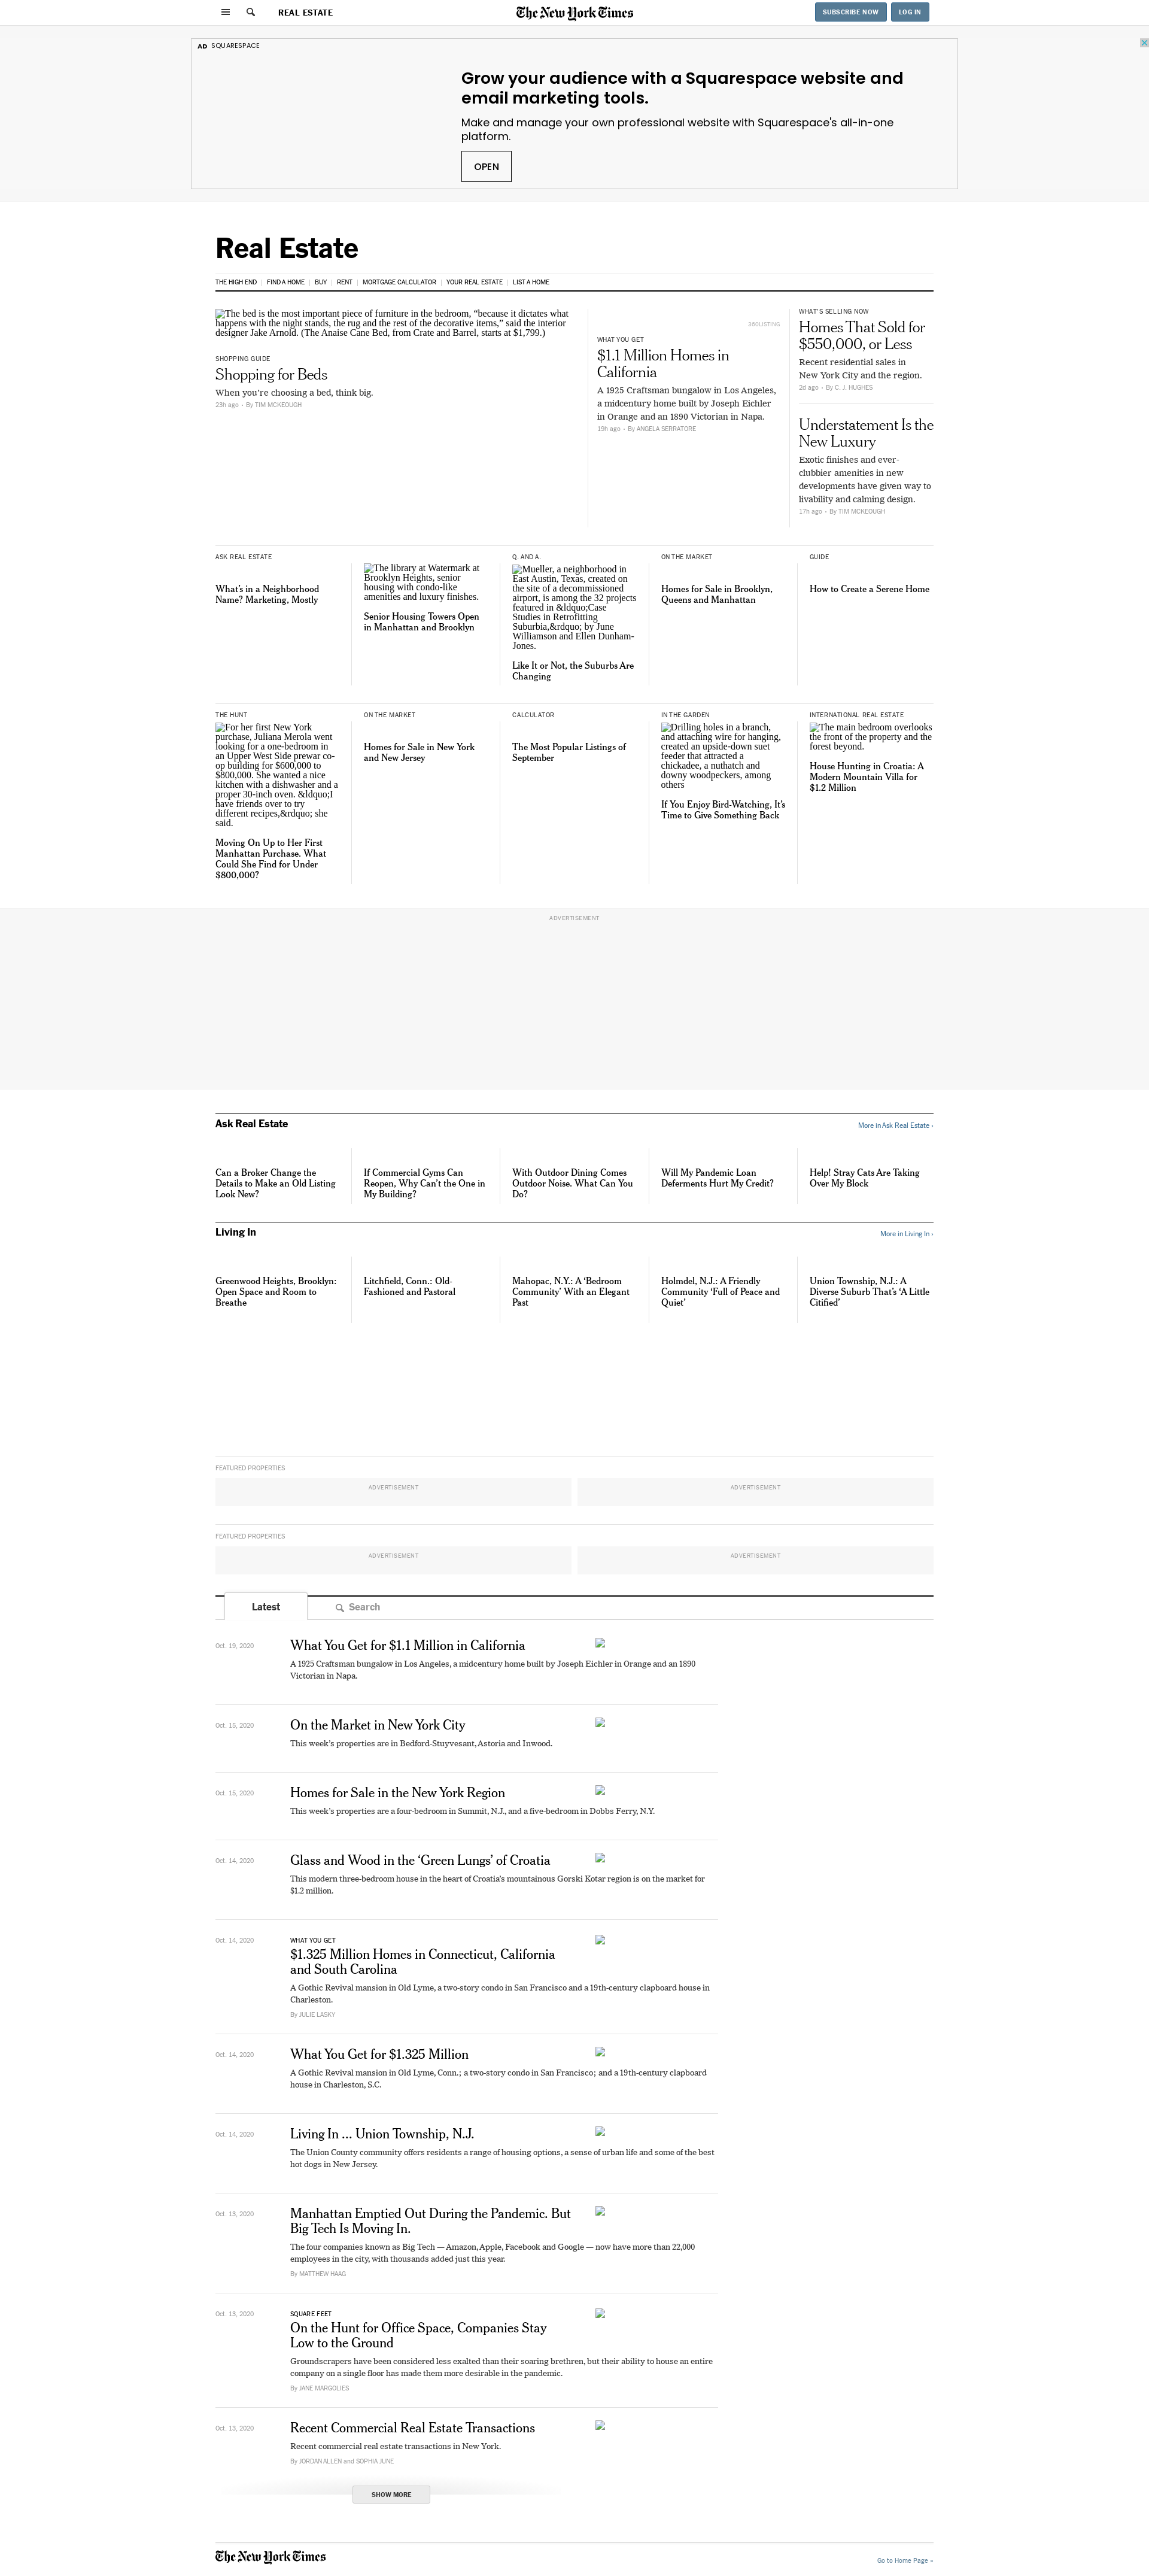 REAL ESTATE
The New York Times
SUBSCRIBE NOW
LOG IN
AD SQUARESPACE
Grow your audience with a Squarespace website and
email marketing tools.
Make and manage your own professional website with Squarespace's all-in-one
platform.
OPEN
Real Estate
THE HIGH END
FIND A HOME
BUY
RENT
MORTGAGE CALCULATOR
YOUR REAL ESTATE
LIST A HOME
The bed is the most important piece of furniture in the bedroom, “because it dictates what
happens with the night stands, the rug and the rest of the decorative items,” said the interior
designer Jake Arnold. (The Anaise Cane Bed, from Crate and Barrel, starts at $1,799.)
SHOPPING GUIDE
Shopping for Beds
When you’re choosing a bed, think big.
23h ago • By TIM MCKEOUGH
360LISTING
WHAT YOU GET
$1.1 Million Homes in
California
A 1925 Craftsman bungalow in Los Angeles,
a midcentury home built by Joseph Eichler
in Orange and an 1890 Victorian in Napa.
19h ago • By ANGELA SERRATORE
WHAT’S SELLING NOW
Homes That Sold for
$550,000, or Less
Recent residential sales in
New York City and the region.
2d ago • By C. J. HUGHES
Understatement Is the
New Luxury
Exotic finishes and ever-
clubbier amenities in new
developments have given way to
livability and calming design.
17h ago • By TIM MCKEOUGH
ASK REAL ESTATE
What’s in a Neighborhood
Name? Marketing, Mostly
The library at Watermark at
Brooklyn Heights, senior
housing with condo-like
amenities and luxury finishes.
Senior Housing Towers Open
in Manhattan and Brooklyn
Q. AND A.
Mueller, a neighborhood in
East Austin, Texas, created on
the site of a decommissioned
airport, is among the 32 projects
featured in &ldquo;Case
Studies in Retrofitting
Suburbia,&rdquo; by June
Williamson and Ellen Dunham-
Jones.
Like It or Not, the Suburbs Are
Changing
ON THE MARKET
Homes for Sale in Brooklyn,
Queens and Manhattan
GUIDE
How to Create a Serene Home
THE HUNT
For her first New York
purchase, Juliana Merola went
looking for a one-bedroom in
an Upper West Side prewar co-
op building for $600,000 to
$800,000. She wanted a nice
kitchen with a dishwasher and a
proper 30-inch oven. &ldquo;I
have friends over to try
different recipes,&rdquo; she
said.
Moving On Up to Her First
Manhattan Purchase. What
Could She Find for Under
$800,000?
ON THE MARKET
Homes for Sale in New York
and New Jersey
CALCULATOR
The Most Popular Listings of
September
IN THE GARDEN
Drilling holes in a branch,
and attaching wire for hanging,
created an upside-down suet
feeder that attracted a
chickadee, a nuthatch and
downy woodpeckers, among
others
If You Enjoy Bird-Watching, It’s
Time to Give Something Back
INTERNATIONAL REAL ESTATE
The main bedroom overlooks
the front of the property and the
forest beyond.
House Hunting in Croatia: A
Modern Mountain Villa for
$1.2 Million
ADVERTISEMENT
Ask Real Estate
More in Ask Real Estate ›
Can a Broker Change the
Details to Make an Old Listing
Look New?
If Commercial Gyms Can
Reopen, Why Can’t the One in
My Building?
With Outdoor Dining Comes
Outdoor Noise. What Can You
Do?
Will My Pandemic Loan
Deferments Hurt My Credit?
Help! Stray Cats Are Taking
Over My Block
Living In
More in Living In ›
Greenwood Heights, Brooklyn:
Open Space and Room to
Breathe
Litchfield, Conn.: Old-
Fashioned and Pastoral
Mahopac, N.Y.: A ‘Bedroom
Community’ With an Elegant
Past
Holmdel, N.J.: A Friendly
Community ‘Full of Peace and
Quiet’
Union Township, N.J.: A
Diverse Suburb That’s ‘A Little
Citified’
FEATURED PROPERTIES
ADVERTISEMENT
ADVERTISEMENT
FEATURED PROPERTIES
ADVERTISEMENT
ADVERTISEMENT
Latest
Search
Oct. 19, 2020
What You Get for $1.1 Million in California
A 1925 Craftsman bungalow in Los Angeles, a midcentury home built by Joseph Eichler in Orange and an 1890
Victorian in Napa.
Oct. 15, 2020
On the Market in New York City
This week’s properties are in Bedford-Stuyvesant, Astoria and Inwood.
Oct. 15, 2020
Homes for Sale in the New York Region
This week’s properties are a four-bedroom in Summit, N.J., and a five-bedroom in Dobbs Ferry, N.Y.
Oct. 14, 2020
Glass and Wood in the ‘Green Lungs’ of Croatia
This modern three-bedroom house in the heart of Croatia’s mountainous Gorski Kotar region is on the market for
$1.2 million.
Oct. 14, 2020
WHAT YOU GET
$1.325 Million Homes in Connecticut, California
and South Carolina
A Gothic Revival mansion in Old Lyme, a two-story condo in San Francisco and a 19th-century clapboard house in
Charleston.
By JULIE LASKY
Oct. 14, 2020
What You Get for $1.325 Million
A Gothic Revival mansion in Old Lyme, Conn.; a two-story condo in San Francisco; and a 19th-century clapboard
house in Charleston, S.C.
Oct. 14, 2020
Living In ... Union Township, N.J.
The Union County community offers residents a range of housing options, a sense of urban life and some of the best
hot dogs in New Jersey.
Oct. 13, 2020
Manhattan Emptied Out During the Pandemic. But
Big Tech Is Moving In.
The four companies known as Big Tech — Amazon, Apple, Facebook and Google — now have more than 22,000
employees in the city, with thousands added just this year.
By MATTHEW HAAG
Oct. 13, 2020
SQUARE FEET
On the Hunt for Office Space, Companies Stay
Low to the Ground
Groundscrapers have been considered less exalted than their soaring brethren, but their ability to house an entire
company on a single floor has made them more desirable in the pandemic.
By JANE MARGOLIES
Oct. 13, 2020
Recent Commercial Real Estate Transactions
Recent commercial real estate transactions in New York.
By JORDAN ALLEN and SOPHIA JUNE
SHOW MORE
The New York Times
Go to Home Page »